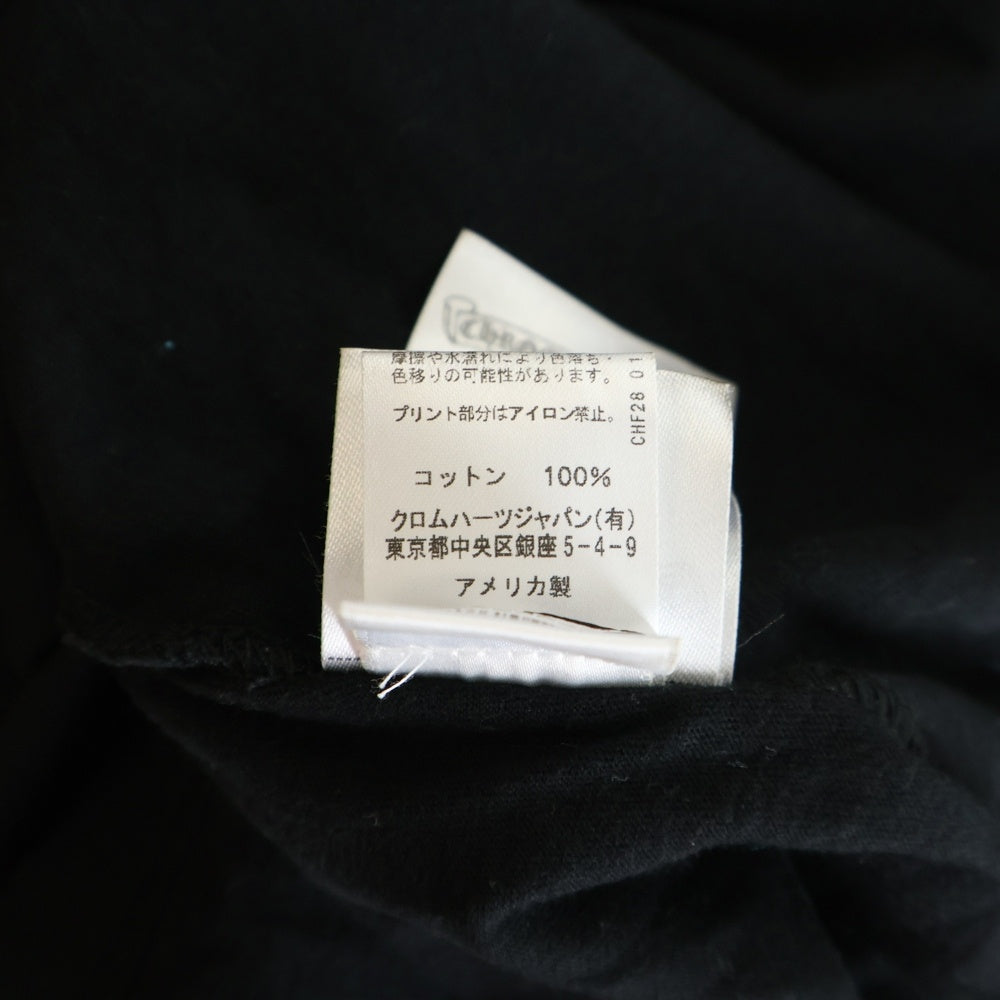 摩擦や水濡れにより色落ち・
色移りの可能性があります。
プリント部分はアイロン禁止。
CHF28 01
コットン 100%
クロムハーツジャパン(有)
東京都中央区銀座5-4-9
アメリカ製